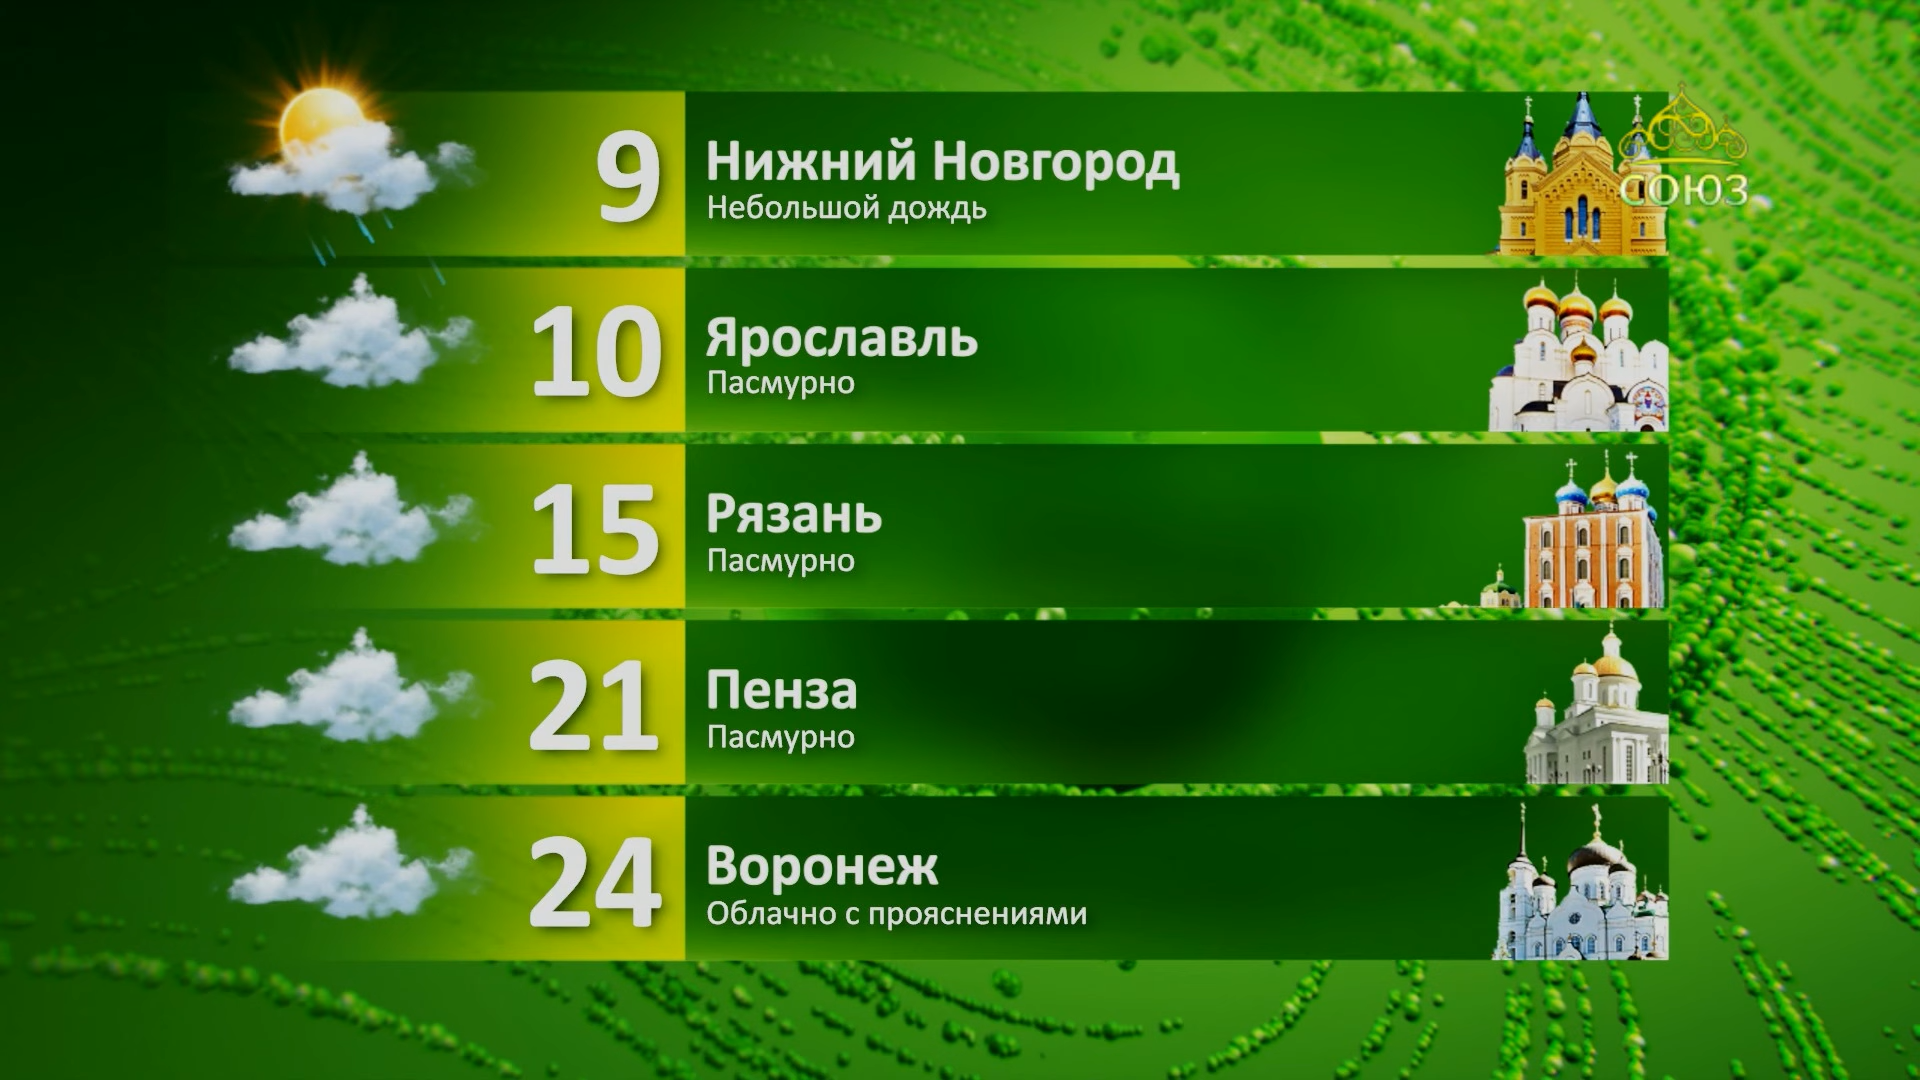 9
Нижний Новгород
Небольшой дождь
СОЮЗ
10
Ярославль
Пасмурно
15
Рязань
Пасмурно
21
Пенза
Пасмурно
24
Воронеж
Облачно с прояснениями